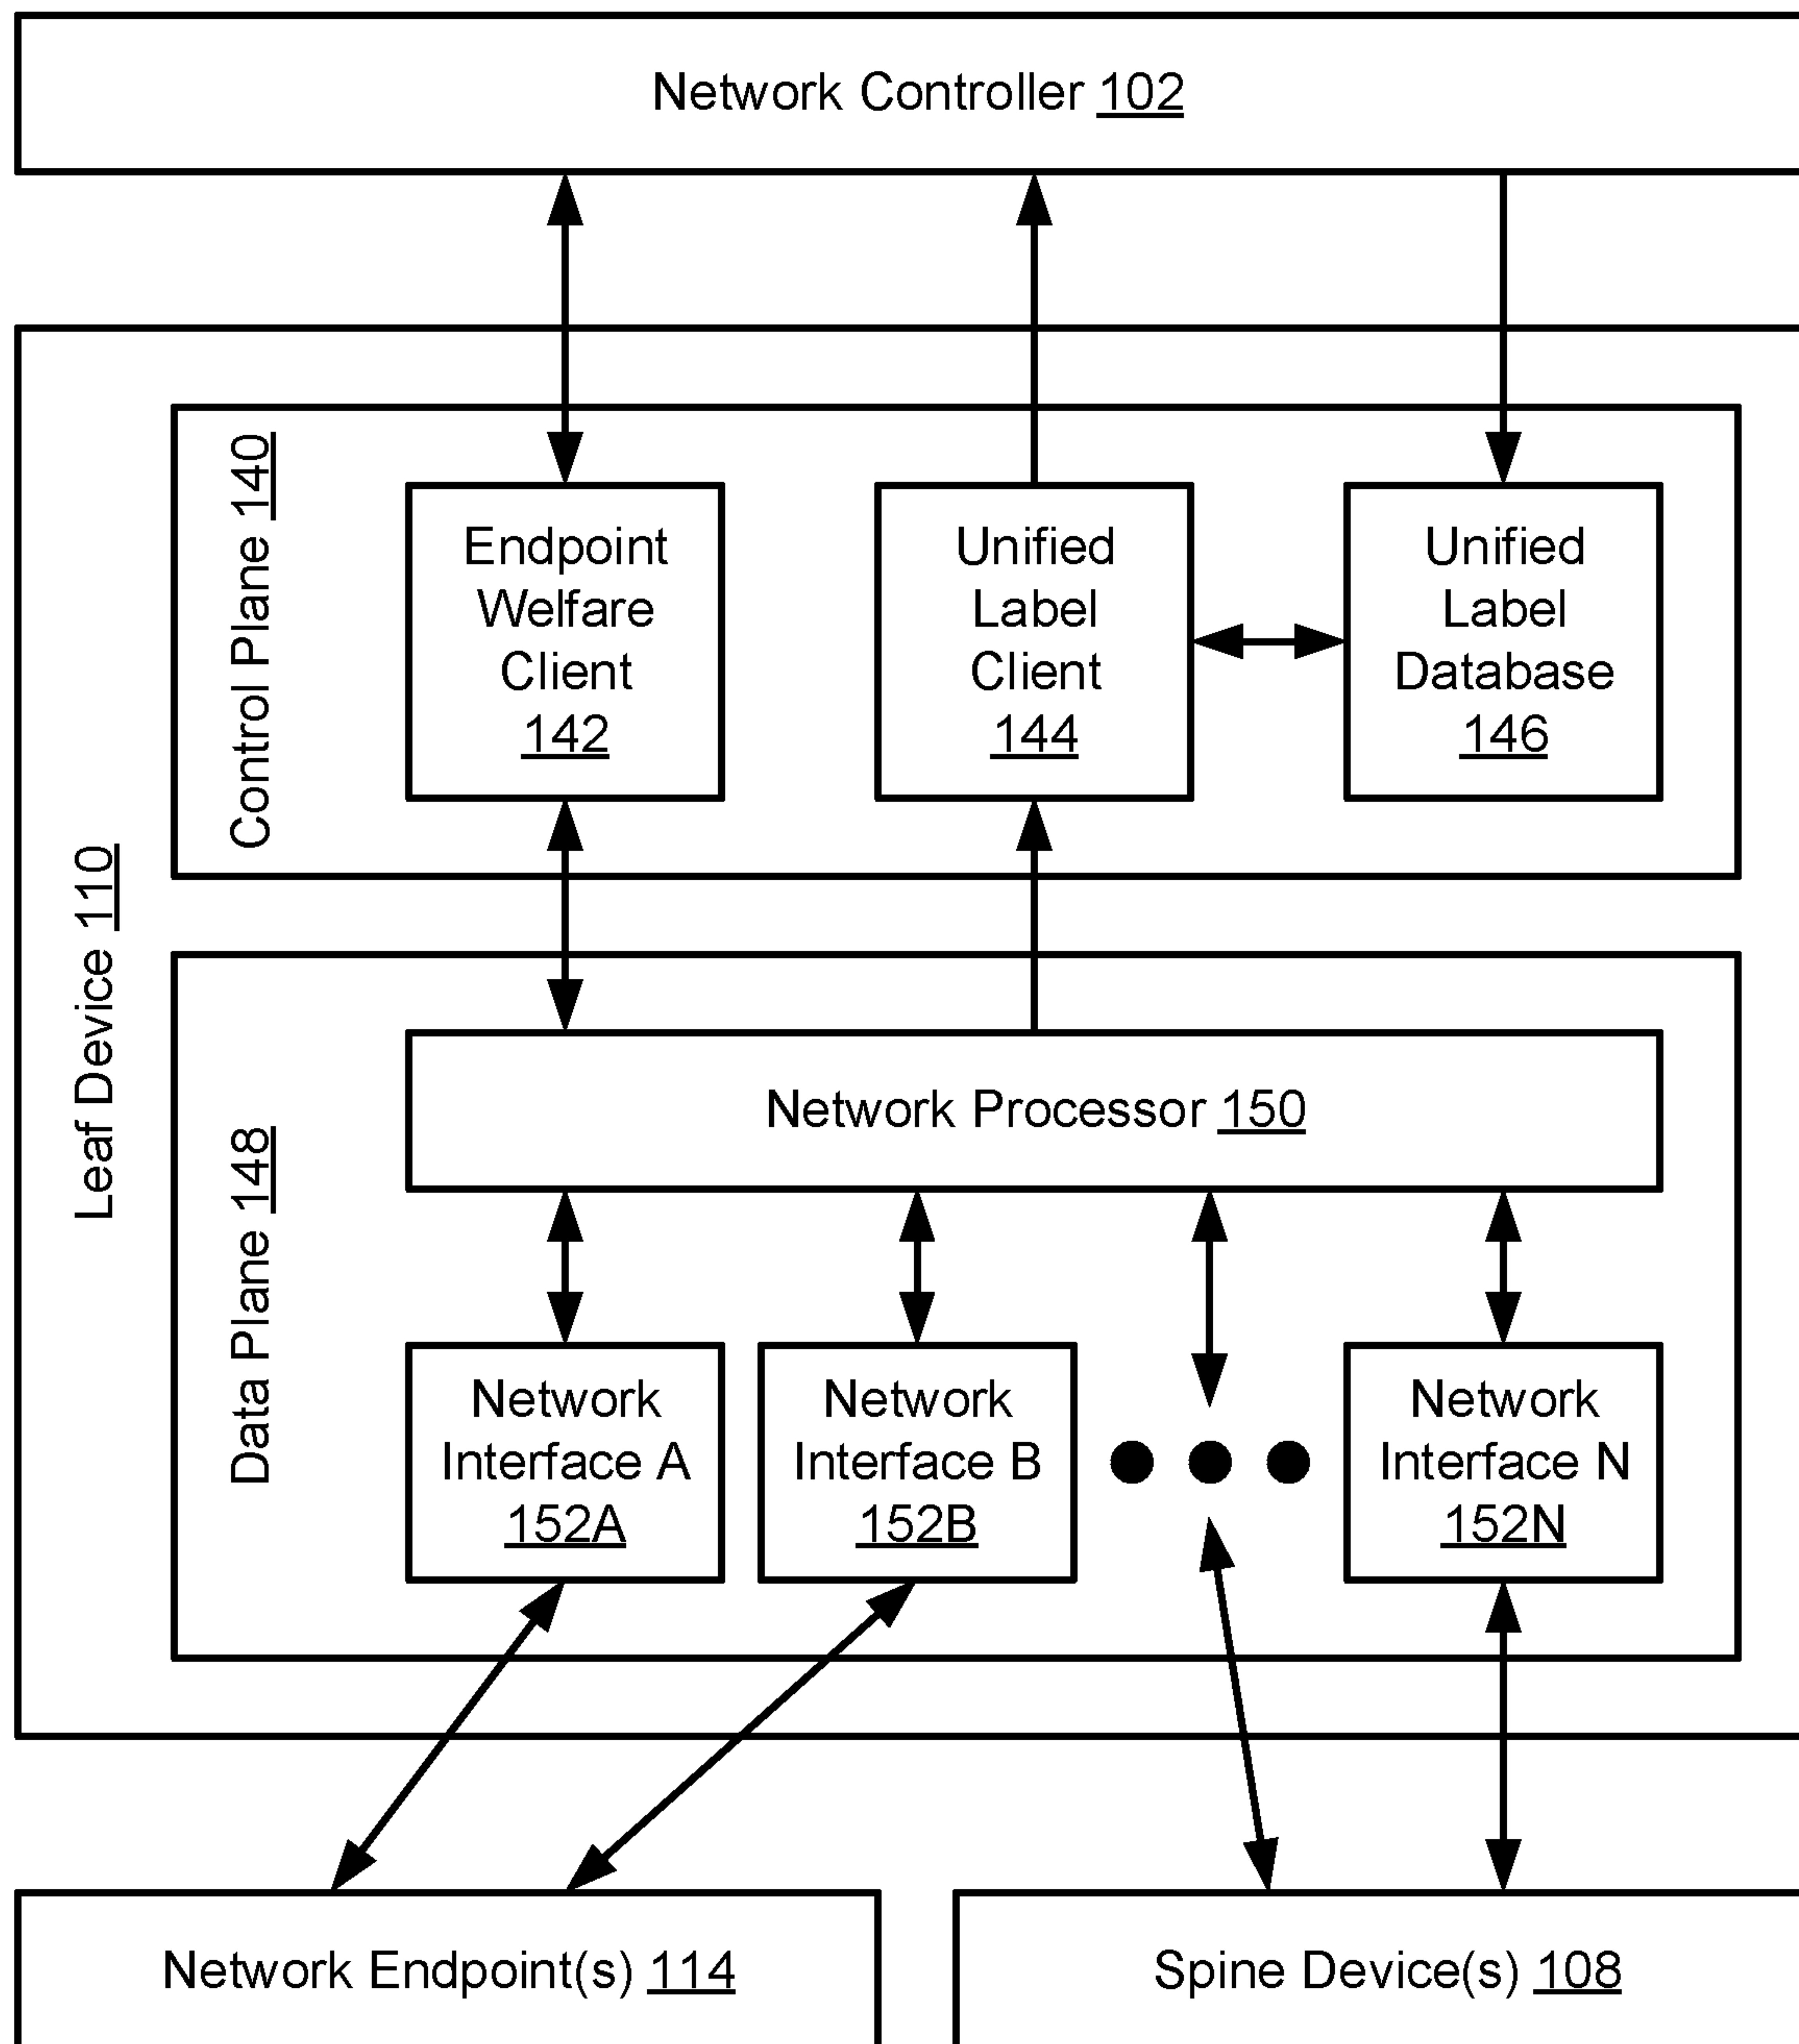 Network Controller 102
Leaf Device 110
Control Plane 140
Endpoint
Welfare
Client
142
Unified
Label
Client
144
Unified
Label
Database
146
Data Plane 148
Network Processor 150
Network
Interface A
152A
Network
Interface B
152B
Network
Interface N
152N
Network Endpoint(s) 114
Spine Device(s) 108